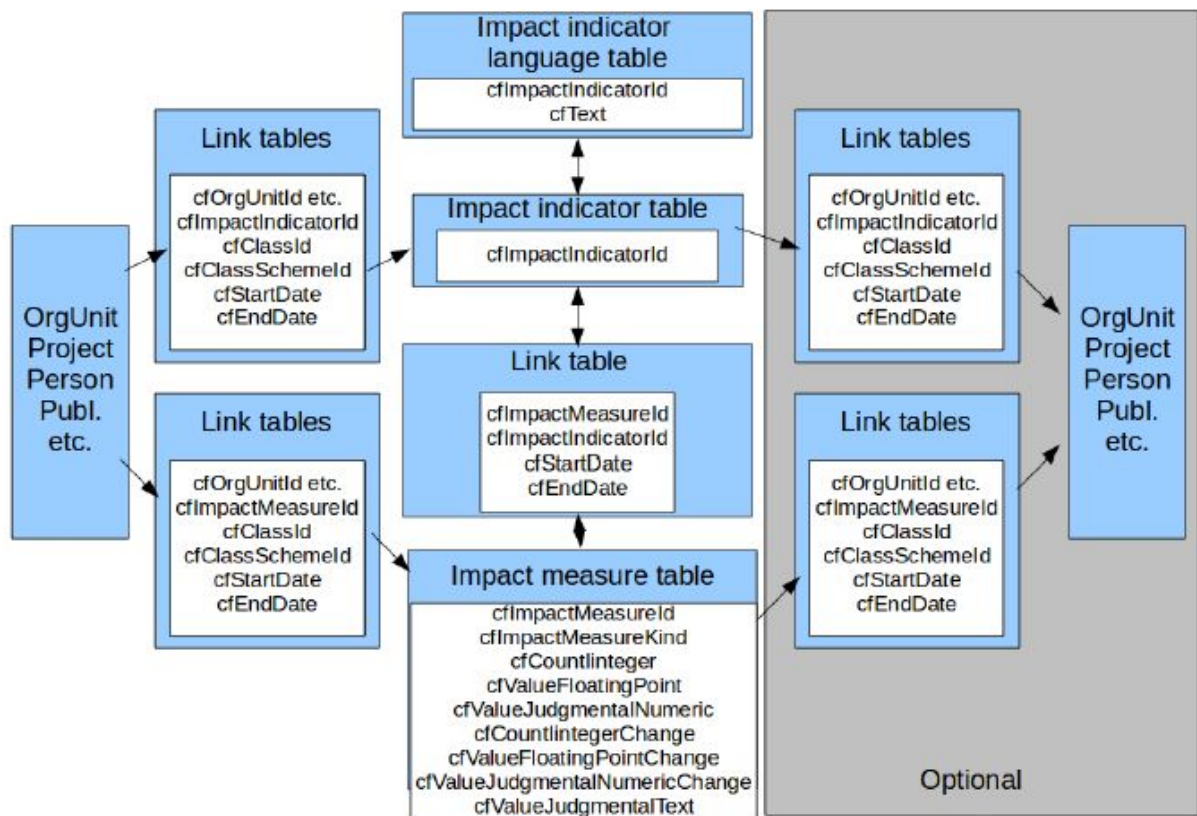 Impact indicator
language table
cfImpactIndicatorId
cfText
Link tables
cfOrgUnitId etc.
cfImpactIndicatorId
cfClassId
cfClassSchemeId
cfStartDate
cfEndDate
Impact indicator table
cfImpactIndicatorId
Link tables
cfOrgUnitId etc.
cfImpactIndicatorId
cfClassId
cfClassSchemeId
cfStartDate
cfEndDate
OrgUnit
Project
Person
Publ.
etc.
Link table
cfImpactMeasureId
cfImpactIndicatorId
cfStartDate
cfEndDate
OrgUnit
Project
Person
Publ.
etc.
Link tables
cfOrgUnitId etc.
cfImpactMeasureId
cfClassId
cfClassSchemeId
cfStartDate
cfEndDate
Impact measure table
cfImpactMeasureId
cfImpactMeasureKind
cfCountIinteger
cfValueFloatingPoint
cfValueJudgmentalNumeric
cfCountIintegerChange
cfValueFloatingPointChange
cfValueJudgmentalNumericChange
cfValueJudgmentalText
Link tables
cfOrgUnitId etc.
cfImpactMeasureId
cfClassId
cfClassSchemeId
cfStartDate
cfEndDate
Optional